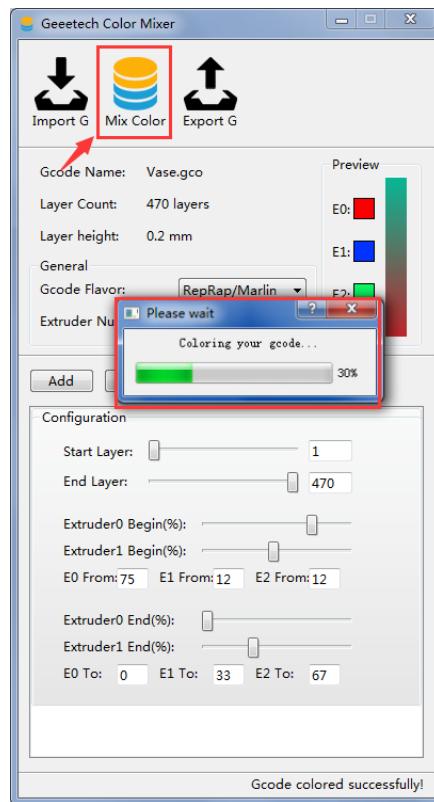 Geeetech Color Mixer
Import G Mix Color Export G
Gcode Name: Vase.gco
Layer Count: 470 layers
Layer height: 0.2 mm
Preview
E0:
E1:
E2:
General
Gcode Flavor: RepRap/Marlin
Extruder Nu
Please wait
Coloring your gcode...
30%
Add
Configuration
Start Layer: 1
End Layer: 470
Extruder0 Begin(%):
Extruder1 Begin(%):
E0 From: 75 E1 From: 12 E2 From: 12
Extruder0 End(%):
Extruder1 End(%):
E0 To: 0 E1 To: 33 E2 To: 67
Gcode colored successfully!